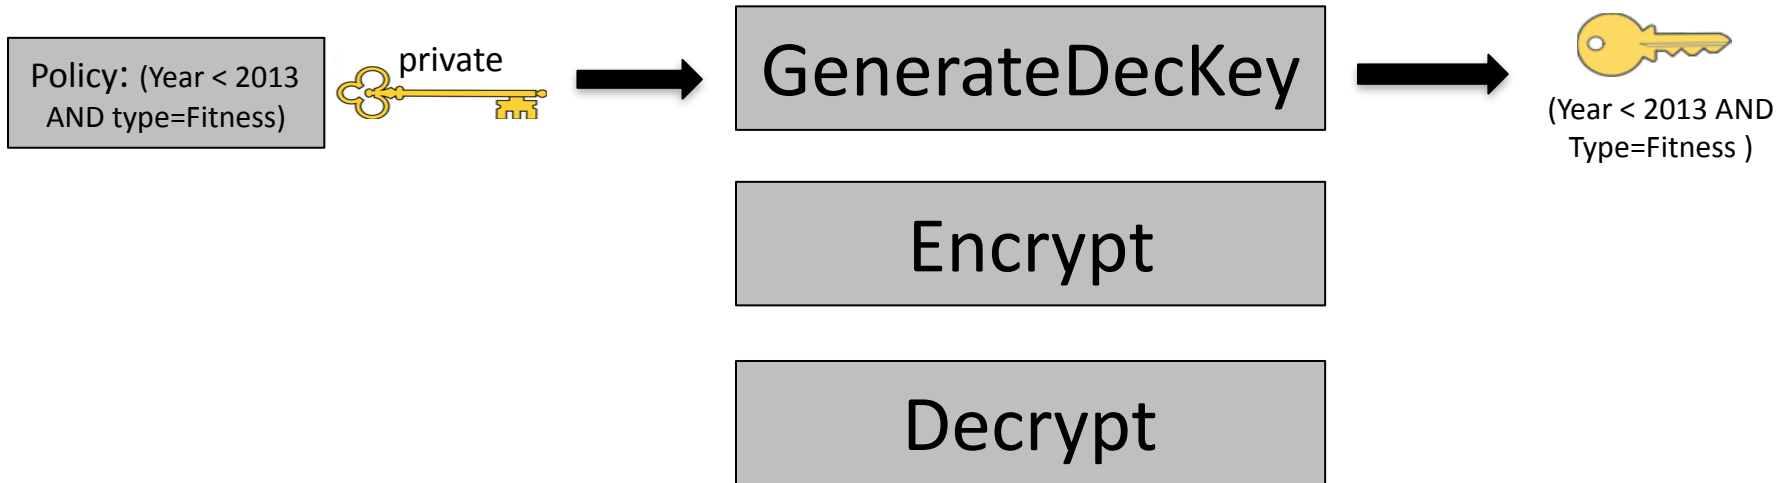 Policy: (Year < 2013
AND type=Fitness)
private
GenerateDecKey
(Year < 2013 AND
Type=Fitness )
Encrypt
Decrypt